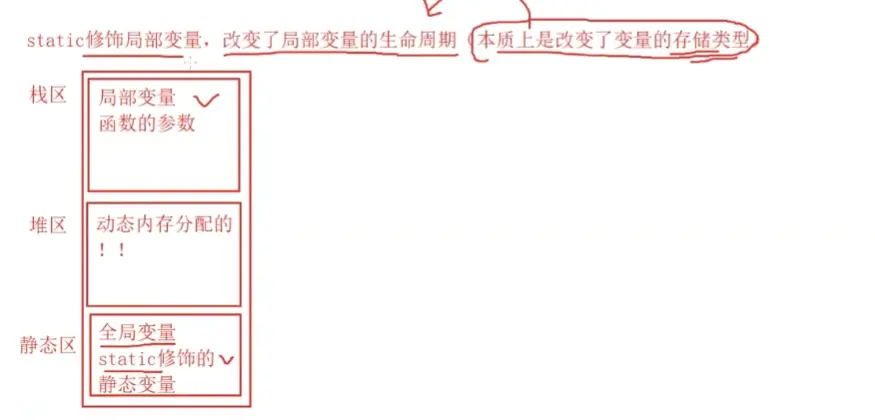 static修饰局部变量，改变了局部变量的生命周期（本质上是改变了变量的存储类型）
栈区
局部变量
函数的参数
堆区
动态内存分配的
！！
静态区
全局变量
static修饰的
静态变量